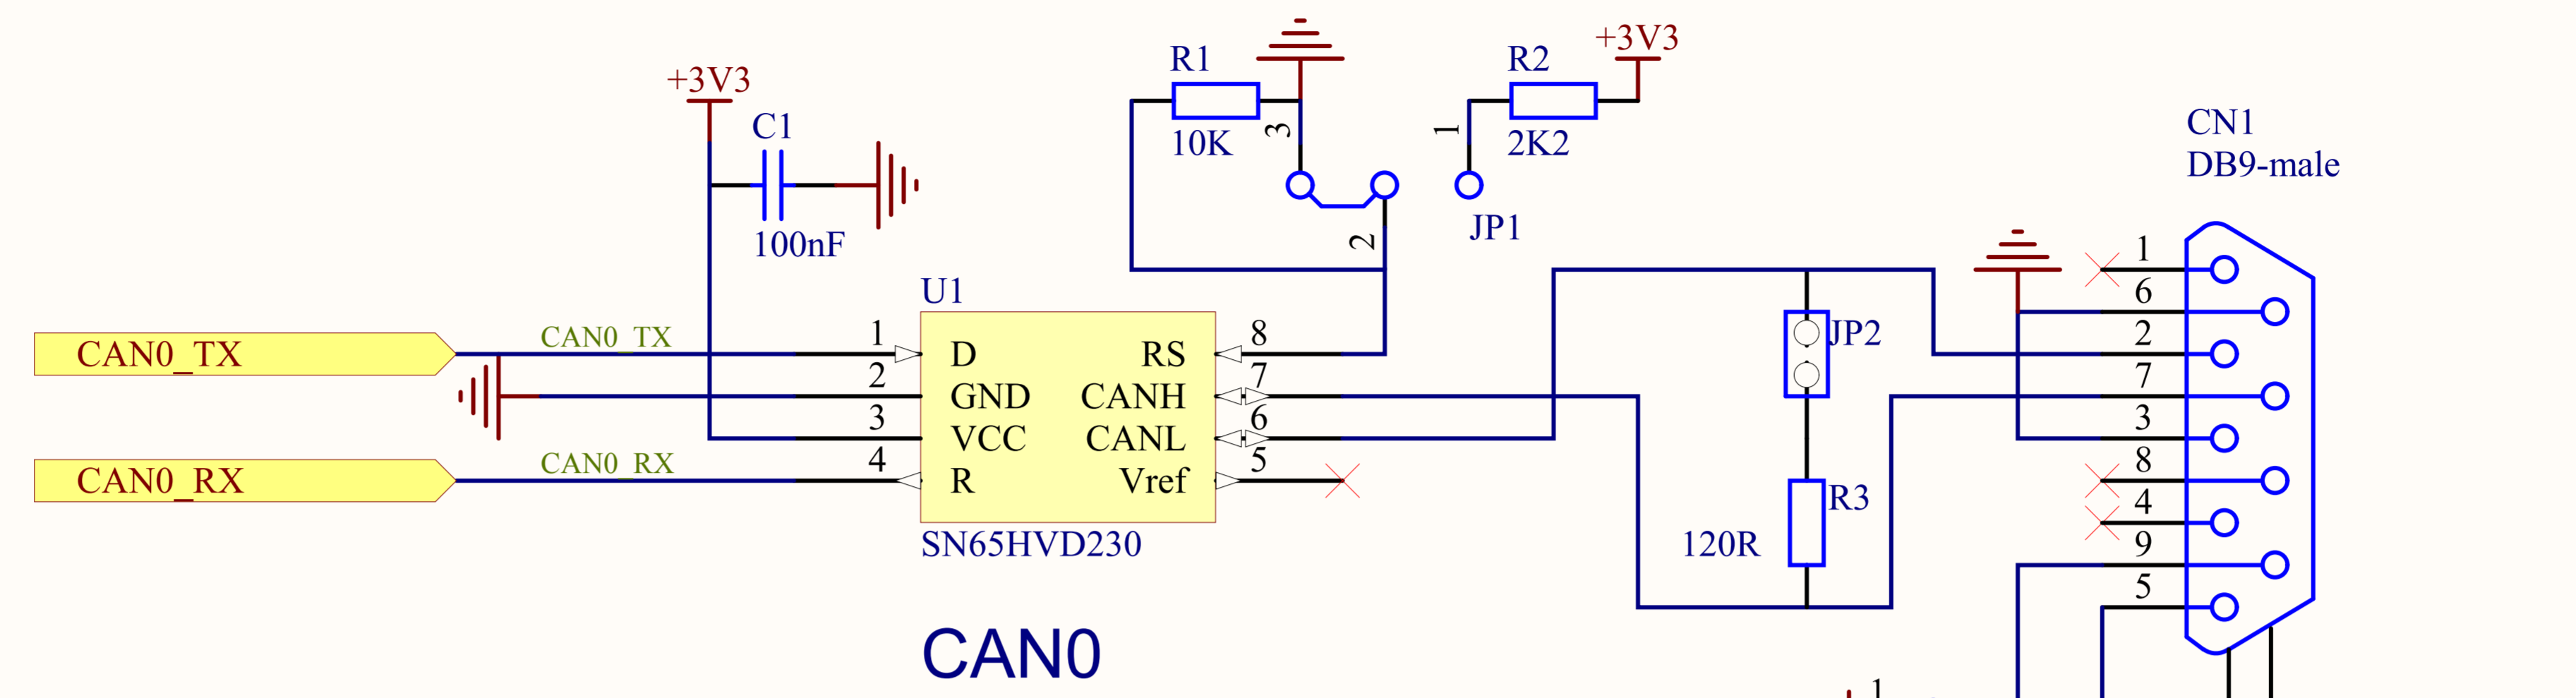 +3V3
C1
100nF
R1
10K
3
2
1
JP1
R2
2K2
+3V3
CN1
DB9-male
CAN0_TX
CAN0_TX
CAN0_RX
CAN0_RX
U1
1
2
3
4
D
GND
VCC
R
RS
CANH
CANL
Vref
8
7
6
5
SN65HVD230
JP2
R3
120R
1
6
2
7
3
8
4
9
5
CAN0
1